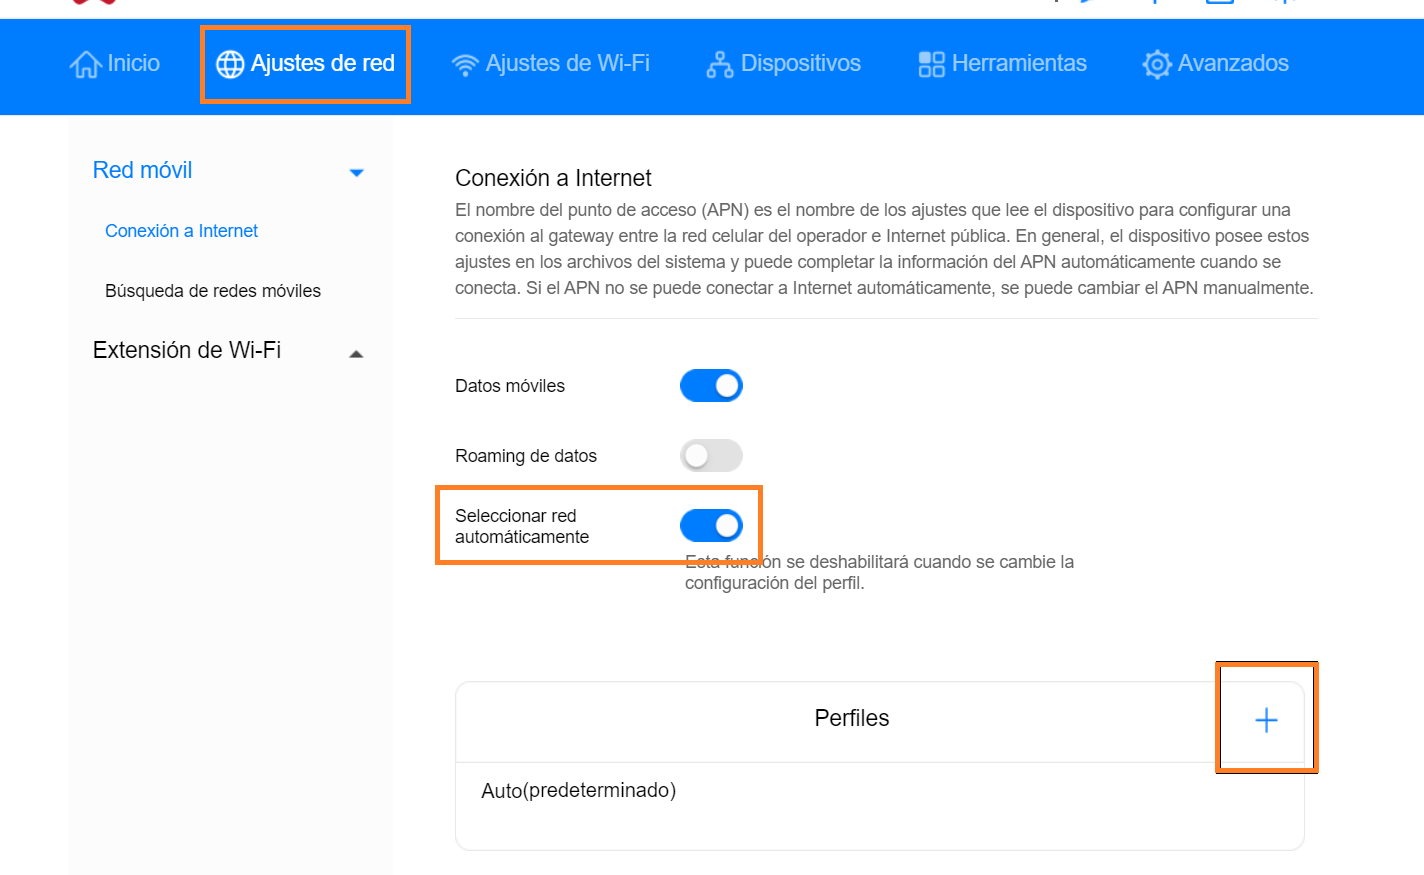 Inicio
Ajustes de red
Ajustes de Wi-Fi
Dispositivos
Herramientas
Avanzados
Red móvil
Conexión a Internet
Búsqueda de redes móviles
Extensión de Wi-Fi
Conexión a Internet
El nombre del punto de acceso (APN) es el nombre de los ajustes que lee el dispositivo para configurar una
conexión al gateway entre la red celular del operador e Internet pública. En general, el dispositivo posee estos
ajustes en los archivos del sistema y puede completar la información del APN automáticamente cuando se
conecta. Si el APN no se puede conectar a Internet automáticamente, se puede cambiar el APN manualmente.
Datos móviles
Roaming de datos
Seleccionar red
automáticamente
Esta función se deshabilitará cuando se cambie la
configuración del perfil.
Perfiles
Auto(predeterminado)